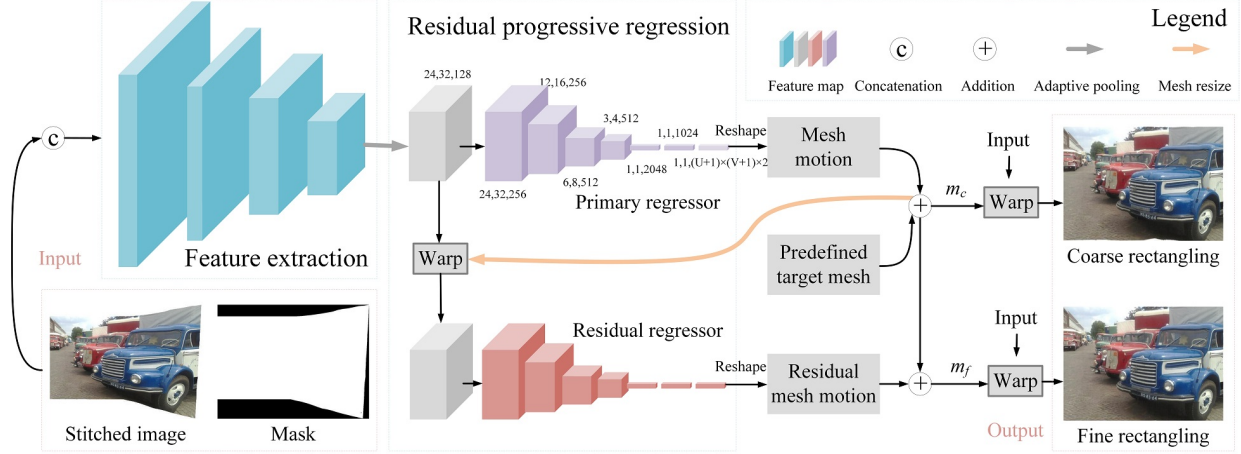 Residual progressive regression
Legend
Feature map
Concatenation
Addition
Adaptive pooling
Mesh resize
c
+
c
24,32,128
12,16,256
3,4,512
1,1,1024
Reshape
24,32,256
6,8,512
1,1,2048
1,1,(U+1)×(V+1)×2
Primary regressor
Mesh
motion
Input
+
m_c
Warp
Coarse rectangling
Input
Feature extraction
Warp
Predefined
target mesh
Stitched image
Mask
Residual regressor
Reshape
Residual
mesh motion
+
m_f
Input
Warp
Output
Fine rectangling